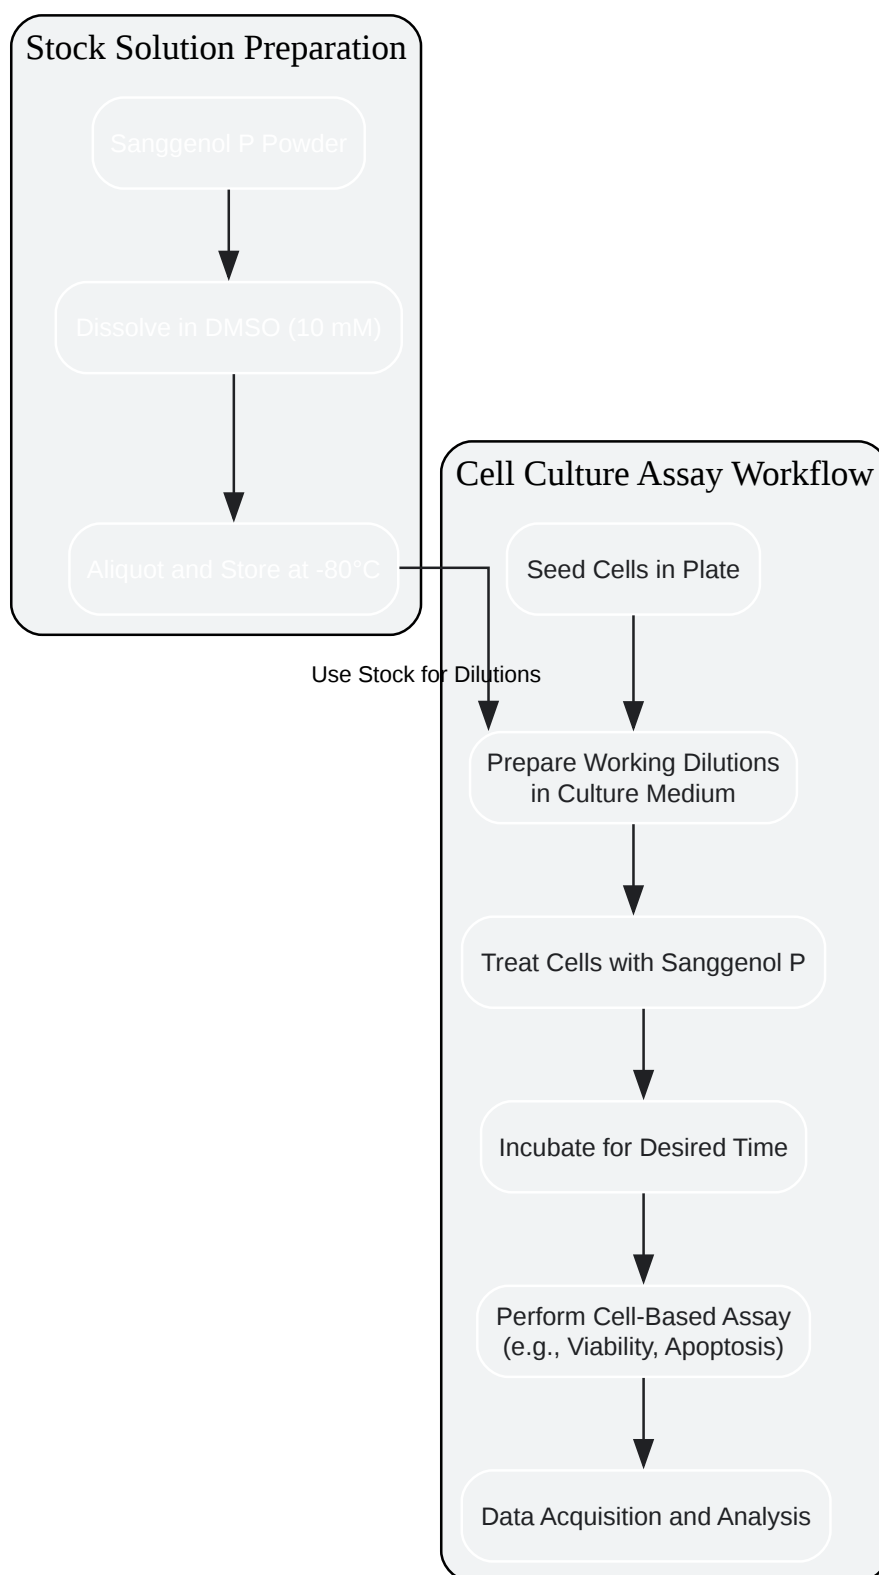 Stock Solution Preparation
Sanggenol P Powder
Dissolve in DMSO (10 mM)
Aliquot and Store at -80°C
Use Stock for Dilutions
Cell Culture Assay Workflow
Seed Cells in Plate
Prepare Working Dilutions
in Culture Medium
Treat Cells with Sanggenol P
Incubate for Desired Time
Perform Cell-Based Assay
(e.g., Viability, Apoptosis)
Data Acquisition and Analysis